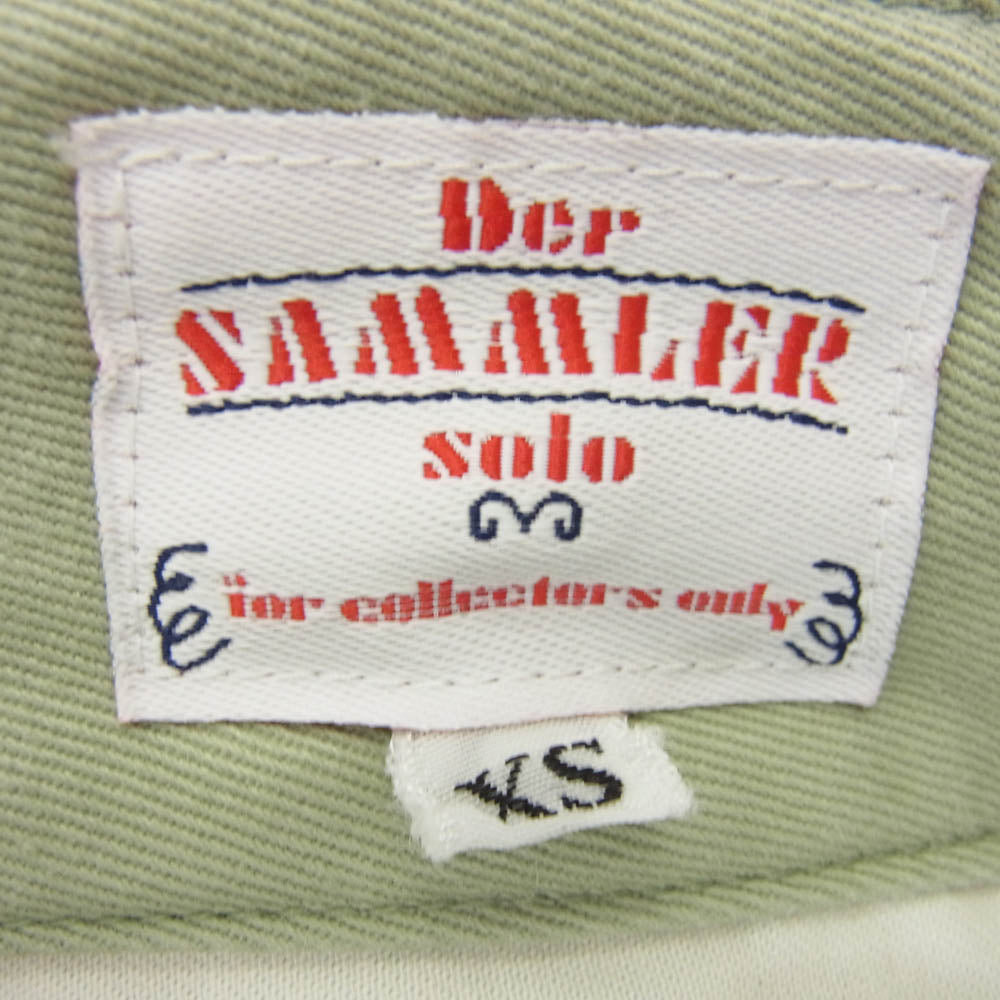 Der
SAMMLER
solo
"for collectors only
XS